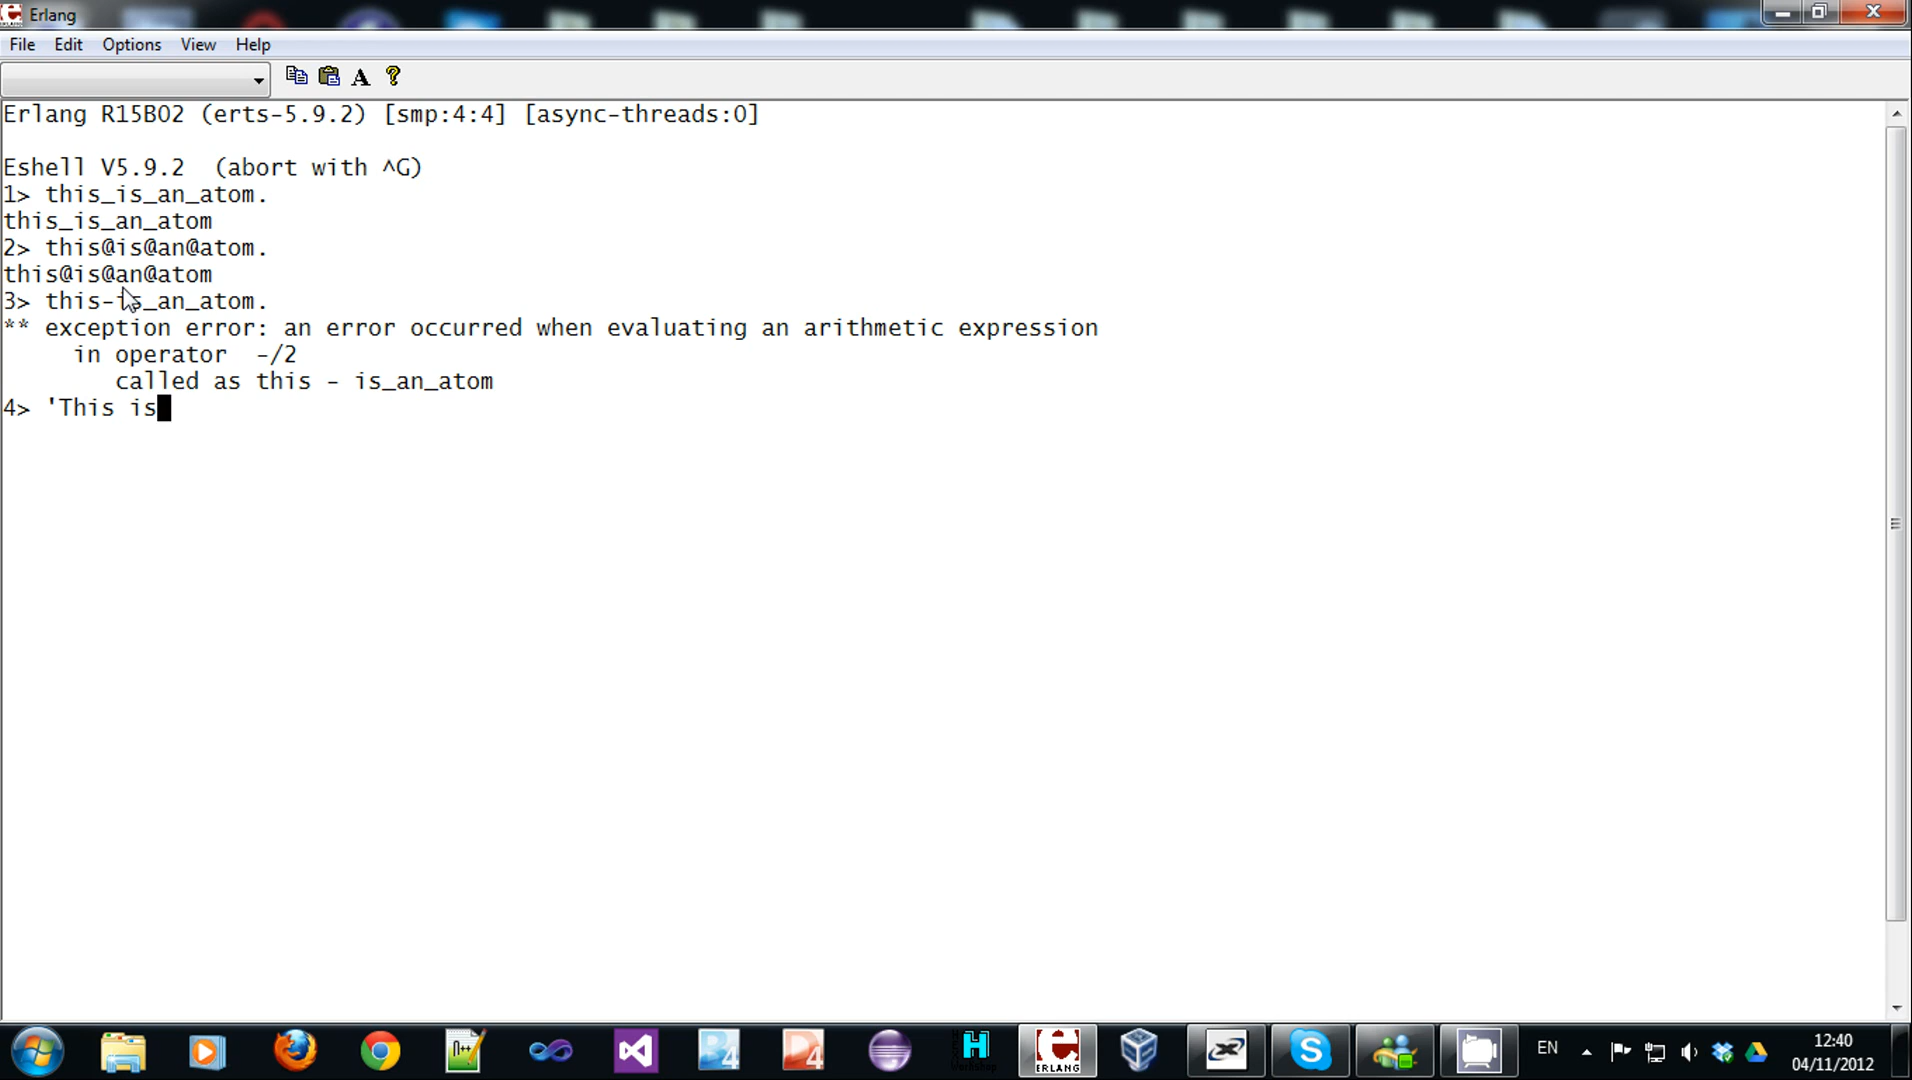 Erlang
File Edit Options View Help
Erlang R15B02 (erts-5.9.2) [smp:4:4] [async-threads:0]
Eshell V5.9.2  (abort with ^G)
1> this_is_an_atom.
this_is_an_atom
2> this@is@an@atom.
this@is@an@atom
3> this-is_an_atom.
** exception error: an error occurred when evaluating an arithmetic expression
     in operator  -/2
        called as this - is_an_atom
4> 'This is
ERLANG
EN
12:40
04/11/2012